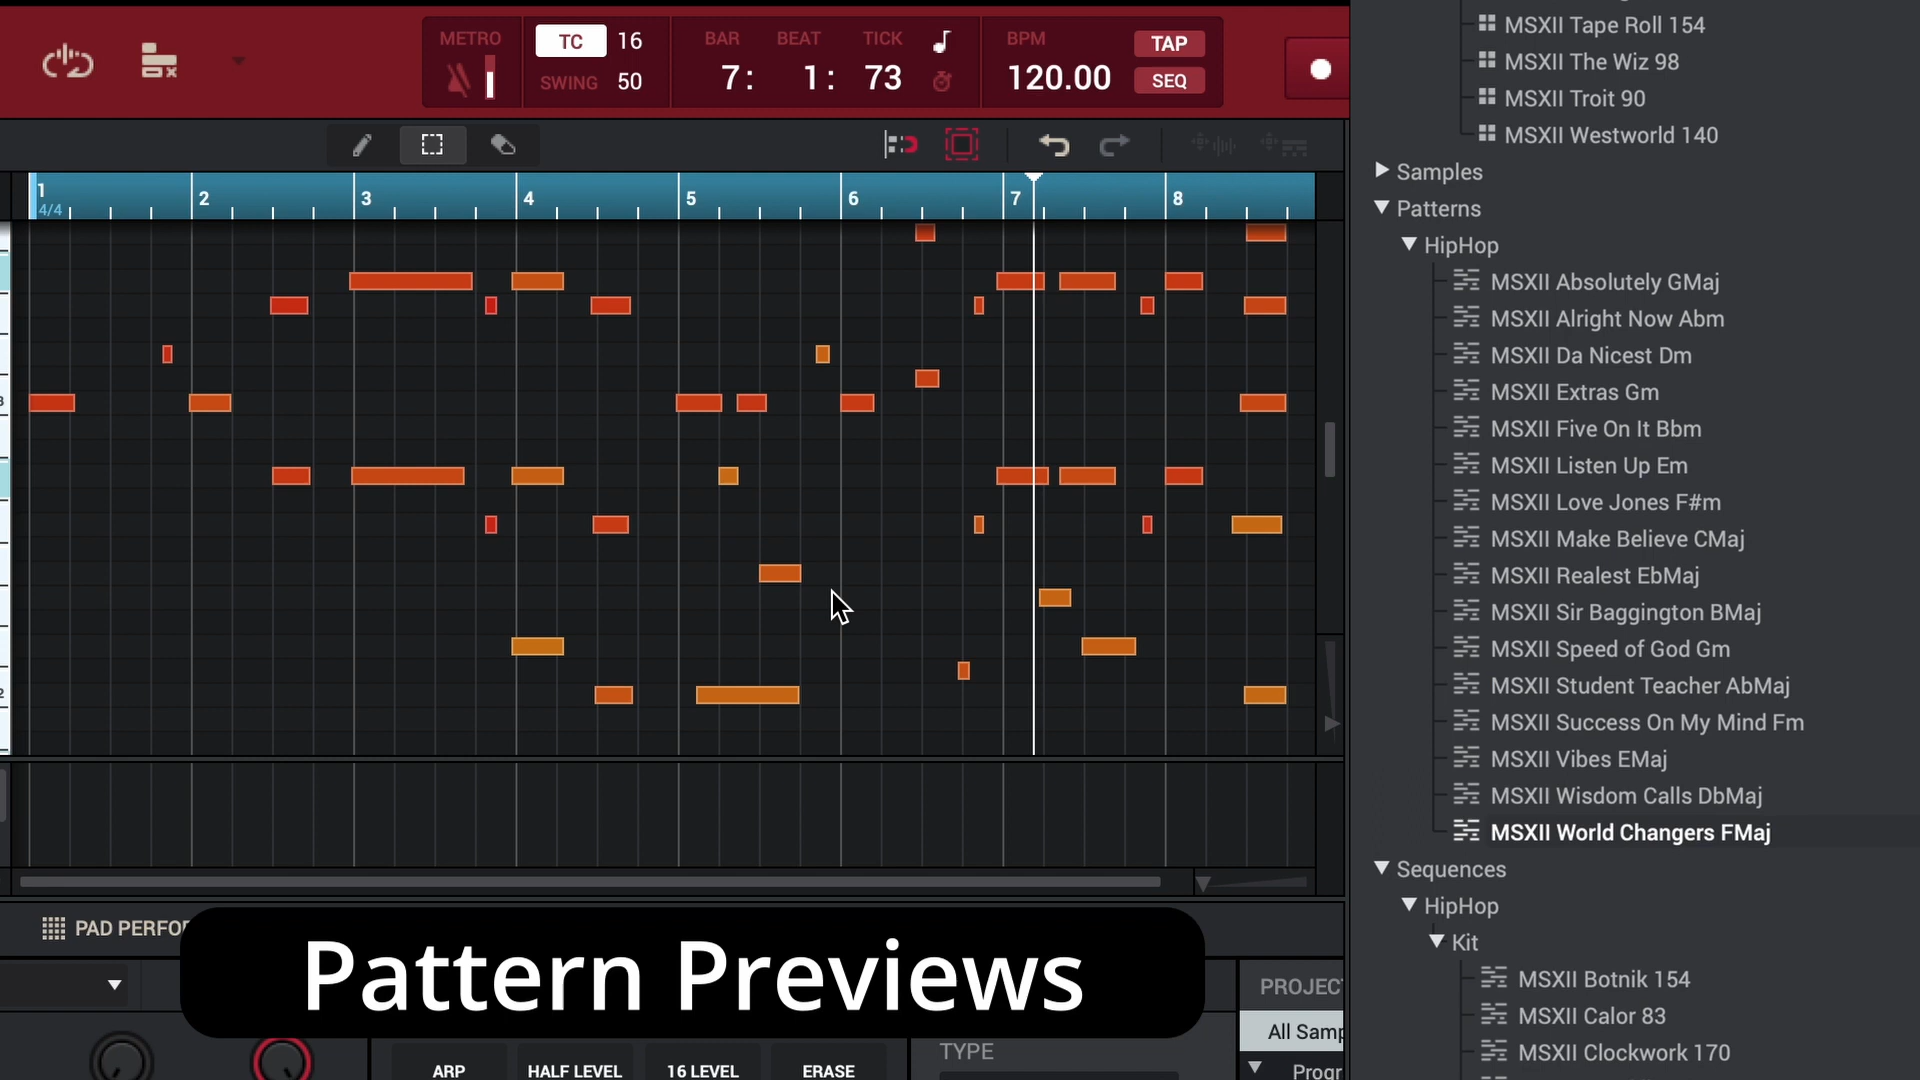 METRO
TC 16
SWING 50
BAR BEAT TICK
7: 1: 73
BPM
120.00
TAP
SEQ
1 2 3 4 5 6 7 8
4/4
MSXII Tape Roll 154
MSXII The Wiz 98
MSXII Troit 90
MSXII Westworld 140
Samples
Patterns
HipHop
MSXII Absolutely GMaj
MSXII Alright Now Abm
MSXII Da Nicest Dm
MSXII Extras Gm
MSXII Five On It Bbm
MSXII Listen Up Em
MSXII Love Jones F#m
MSXII Make Believe CMaj
MSXII Realest EbMaj
MSXII Sir Baggington BMaj
MSXII Speed of God Gm
MSXII Student Teacher AbMaj
MSXII Success On My Mind Fm
MSXII Vibes EMaj
MSXII Wisdom Calls DbMaj
MSXII World Changers FMaj
Sequences
HipHop
Kit
MSXII Botnik 154
MSXII Calor 83
MSXII Clockwork 170
PAD PERFO
Pattern Previews
PROJEC
All Samp
Progr
TYPE
ARP
HALF LEVEL
16 LEVEL
ERASE